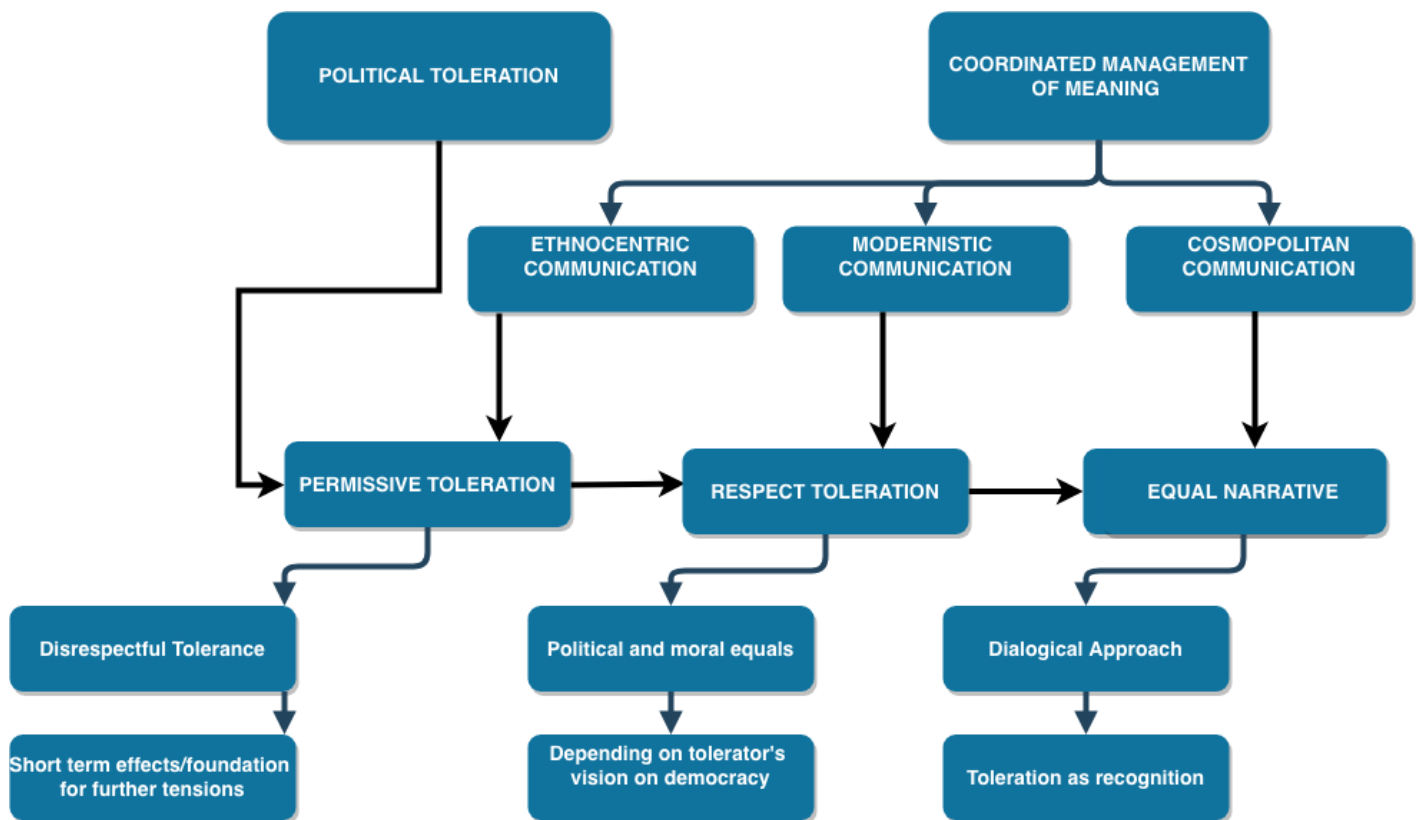 POLITICAL TOLERATION
COORDINATED MANAGEMENT
OF MEANING
ETHNOCENTRIC
COMMUNICATION
MODERNISTIC
COMMUNICATION
COSMOPOLITAN
COMMUNICATION
PERMISSIVE TOLERATION
RESPECT TOLERATION
EQUAL NARRATIVE
Disrespectful Tolerance
Political and moral equals
Dialogical Approach
Short term effects/foundation
for further tensions
Depending on tolerator's
vision on democracy
Toleration as recognition